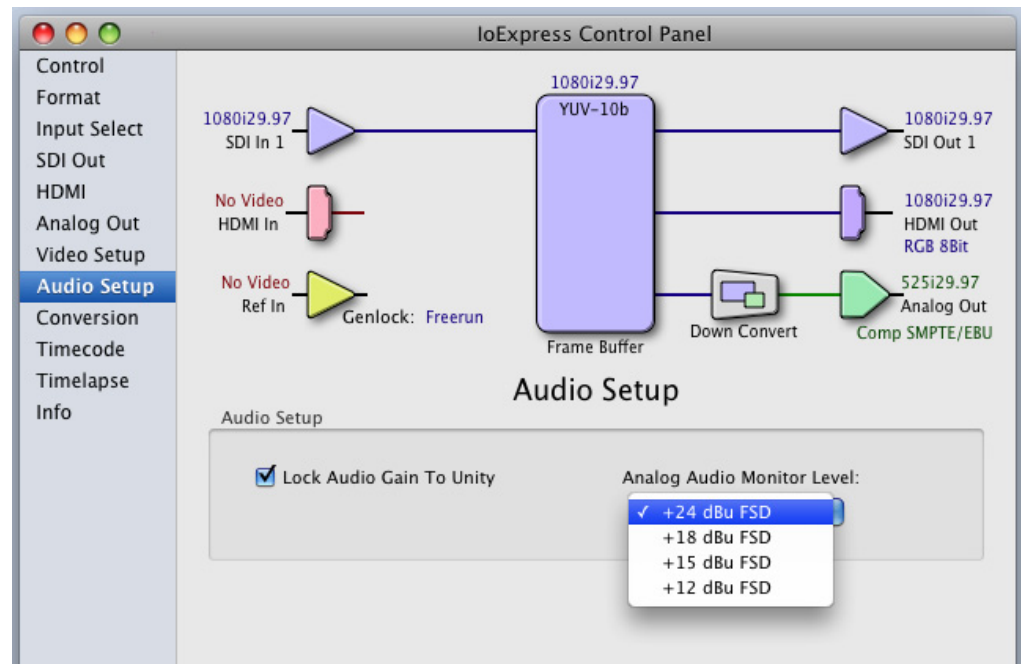 IoExpress Control Panel
Control
Format
Input Select
SDI Out
HDMI
Analog Out
Video Setup
Audio Setup
Conversion
Timecode
Timelapse
Info
1080i29.97
YUV-10b
1080i29.97
SDI In 1
1080i29.97
SDI Out 1
No Video
HDMI In
1080i29.97
HDMI Out
RGB 8Bit
No Video
Ref In
Genlock: Freerun
Frame Buffer
Down Convert
525i29.97
Analog Out
Comp SMPTE/EBU
Audio Setup
Audio Setup
Lock Audio Gain To Unity
Analog Audio Monitor Level:
✓ +24 dBu FSD
+18 dBu FSD
+15 dBu FSD
+12 dBu FSD